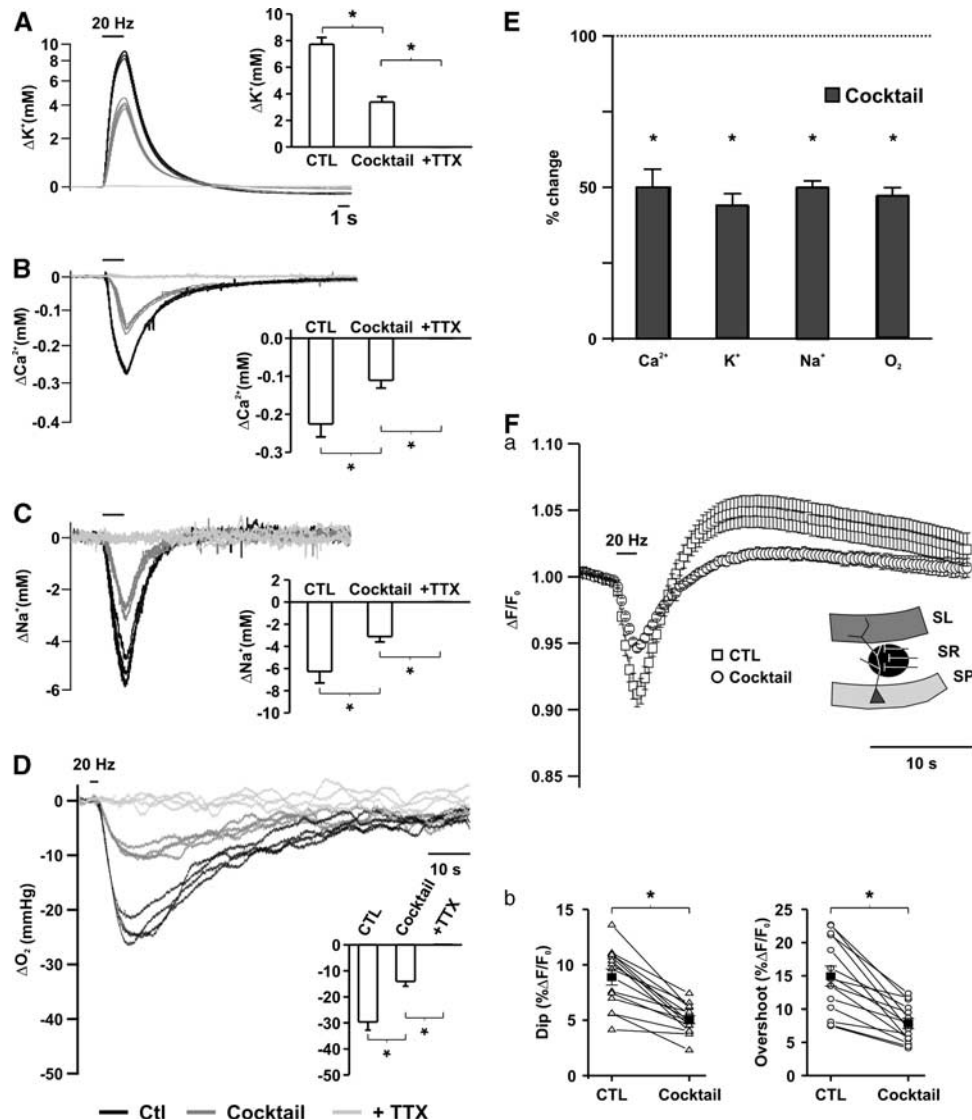 A
20 Hz
ΔK⁺(mM)
10
8
6
4
2
0
1 s
ΔK⁺(mM)
10
8
6
4
2
0
*
*
CTL Cocktail +TTX
B
ΔCa²⁺(mM)
0
-0.1
-0.2
-0.3
-0.4
CTL Cocktail +TTX
ΔCa²⁺(mM)
0.0
-0.1
-0.2
-0.3
*
*
C
ΔNa⁺(mM)
0
-2
-4
-6
CTL Cocktail +TTX
ΔNa⁺(mM)
2
0
-2
-4
-6
-8
-10
*
*
D
20 Hz
ΔO₂ (mmHg)
0
-10
-20
-30
-40
-50
10 s
CTL Cocktail +TTX
0
-10
-20
-30
-40
-50
*
*
Ctl Cocktail + TTX
E
% change
100
50
0
Cocktail
* * * *
Ca²⁺ K⁺ Na⁺ O₂
F
a
ΔF/F₀
1.10
1.05
1.00
0.95
0.90
0.85
20 Hz
CTL
Cocktail
SL
SR
SP
10 s
b
Dip (%ΔF/F₀)
15
10
5
0
*
CTL Cocktail
Overshoot (%ΔF/F₀)
25
20
15
10
5
0
*
CTL Cocktail